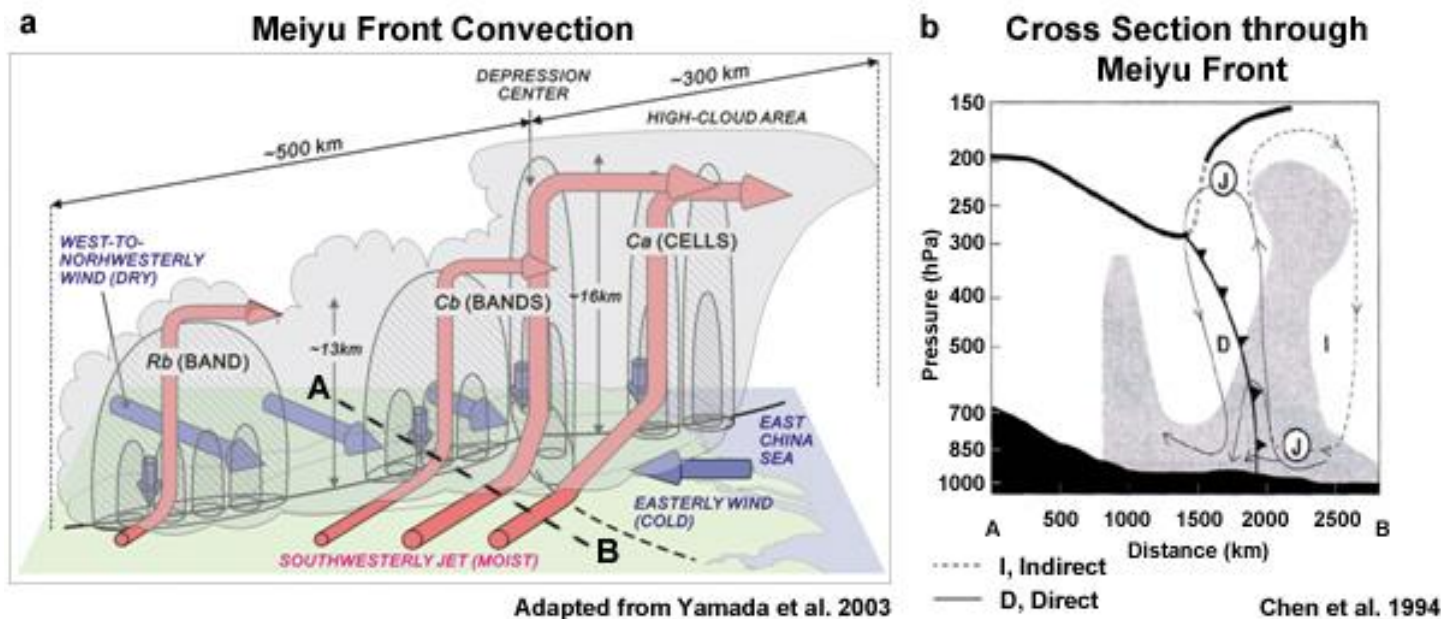 a
Meiyu Front Convection
DEPRESSION
CENTER
~300 km
~500 km
HIGH-CLOUD AREA
WEST-TO-
NORHWESTERLY
WIND (DRY)
Ca (CELLS)
Cb (BANDS)
~16km
~13km
Rb (BAND)
A
EAST
CHINA
SEA
EASTERLY WIND
(COLD)
B
SOUTHWESTERLY JET (MOIST)
Adapted from Yamada et al. 2003
b
Cross Section through
Meiyu Front
Pressure (hPa)
150
200
250
300
400
500
700
850
1000
J
D
I
J
A
500
1000
1500
2000
2500
B
Distance (km)
I, Indirect
D, Direct
Chen et al. 1994